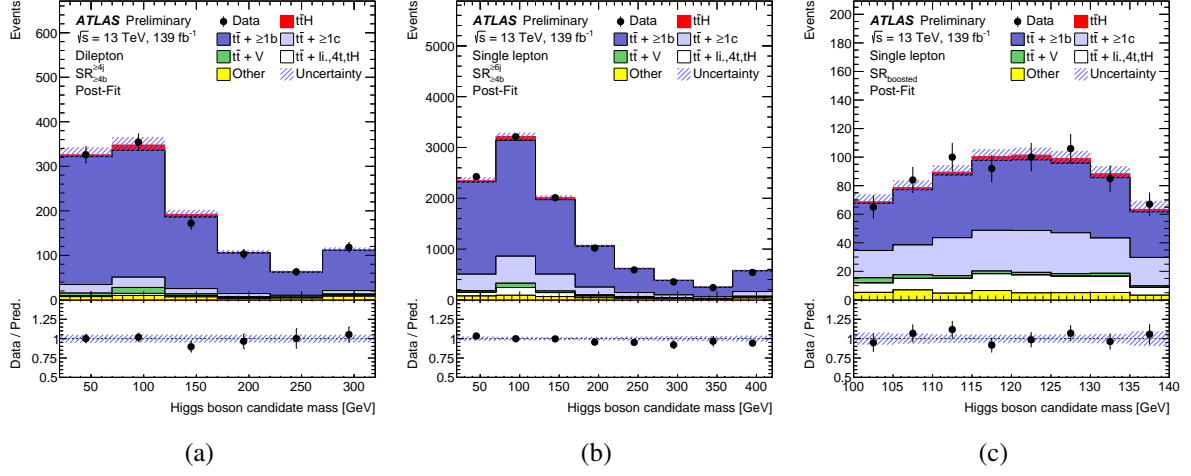 Events
ATLAS Preliminary
√s = 13 TeV, 139 fb⁻¹
Dilepton
SR≥4j≥4b
Post-Fit
Data
tt̄H
tt̄ + ≥1b
tt̄ + ≥1c
tt̄ + V
tt̄ + li.,4t,tH
Other
Uncertainty
600
500
400
300
200
100
0
Data / Pred.
1.25
1
0.75
0.5
50 100 150 200 250 300
Higgs boson candidate mass [GeV]
(a)
Events
ATLAS Preliminary
√s = 13 TeV, 139 fb⁻¹
Single lepton
SR≥6j≥4b
Post-Fit
Data
tt̄H
tt̄ + ≥1b
tt̄ + ≥1c
tt̄ + V
tt̄ + li.,4t,tH
Other
Uncertainty
5000
4000
3000
2000
1000
0
Data / Pred.
1.25
1
0.75
0.5
50 100 150 200 250 300 350 400
Higgs boson candidate mass [GeV]
(b)
Events
ATLAS Preliminary
√s = 13 TeV, 139 fb⁻¹
Single lepton
SRboosted
Post-Fit
Data
tt̄H
tt̄ + ≥1b
tt̄ + ≥1c
tt̄ + V
tt̄ + li.,4t,tH
Other
Uncertainty
200
180
160
140
120
100
80
60
40
20
0
Data / Pred.
1.25
1
0.75
0.5
100 105 110 115 120 125 130 135 140
Higgs boson candidate mass [GeV]
(c)